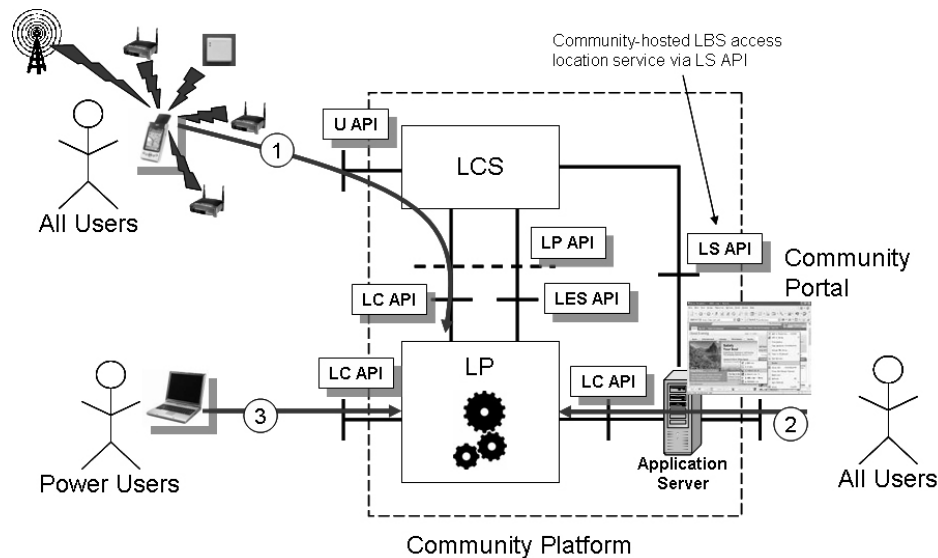 Community-hosted LBS access
location service via LS API
U API
1
LCS
All Users
LP API
LS API
Community
Portal
LC API
LES API
LC API
LP
LC API
3
2
Power Users
Application
Server
All Users
Community Platform